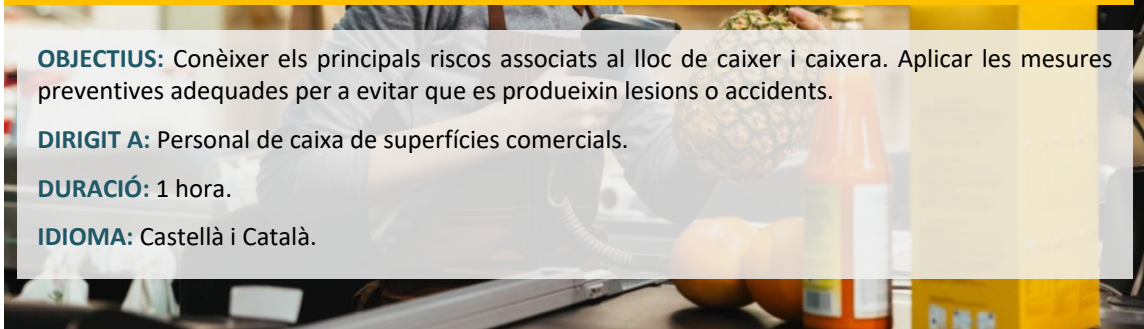 OBJECTIUS: Conèixer els principals riscos associats al lloc de caixer i caixera. Aplicar les mesures
preventives adequades per a evitar que es produeixin lesions o accidents.
DIRIGIT A: Personal de caixa de superfícies comercials.
DURACIÓ: 1 hora.
IDIOMA: Castellà i Català.